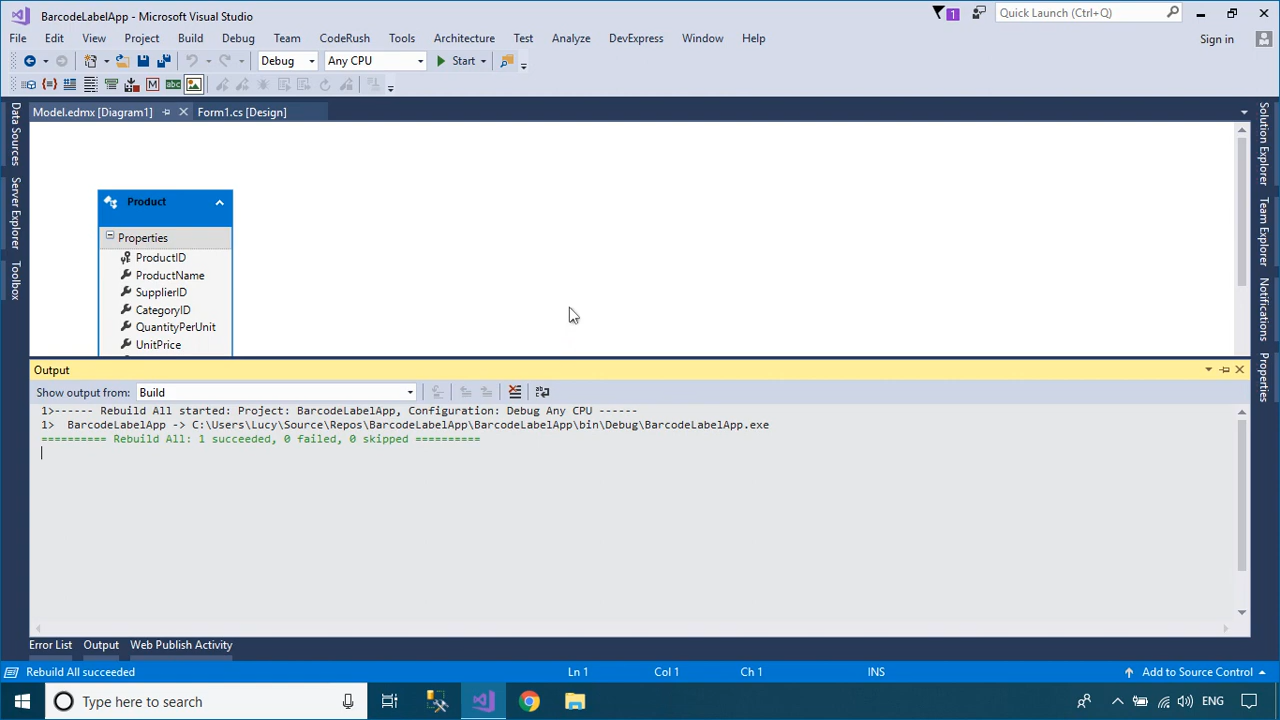 BarcodeLabelApp - Microsoft Visual Studio
1
Quick Launch (Ctrl+Q)
File Edit View Project Build Debug Team CodeRush Tools Architecture Test Analyze DevExpress Window Help
Sign in
Debug Any CPU Start
abc
Model.edmx [Diagram1] Form1.cs [Design]
Data Sources
Server Explorer
Toolbox
Solution Explorer
Team Explorer
Notifications
Properties
Product
Properties
ProductID
ProductName
SupplierID
CategoryID
QuantityPerUnit
UnitPrice
Output
Show output from: Build
1>------ Rebuild All started: Project: BarcodeLabelApp, Configuration: Debug Any CPU ------
1>  BarcodeLabelApp -> C:\Users\Lucy\Source\Repos\BarcodeLabelApp\BarcodeLabelApp\bin\Debug\BarcodeLabelApp.exe
========== Rebuild All: 1 succeeded, 0 failed, 0 skipped ==========
Error List Output Web Publish Activity
Rebuild All succeeded Ln 1 Col 1 Ch 1 INS Add to Source Control
Type here to search ENG